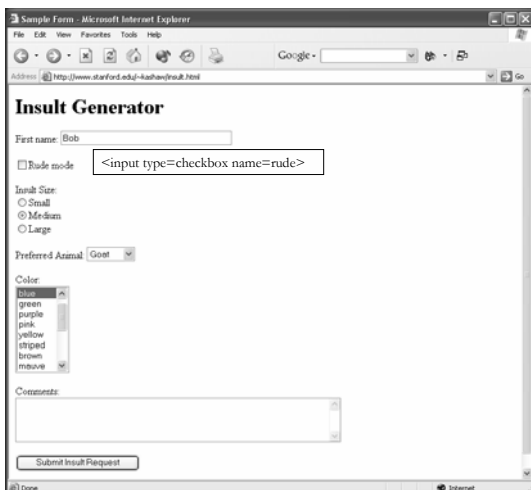 Sample Form - Microsoft Internet Explorer
File Edit View Favorites Tools Help
Google -
Address http://www.stanford.edu/~kashaw/insult.html Go
Insult Generator
First name: Bob
Rude mode <input type=checkbox name=rude>
Insult Size:
Small
Medium
Large
Preferred Animal: Goat
Color:
blue
green
purple
pink
yellow
striped
brown
mauve
Comments:
Submit Insult Request
Done Internet